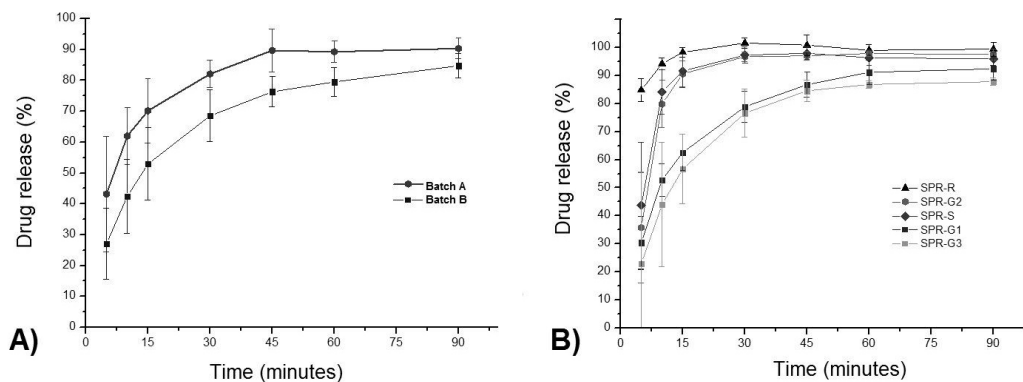 100
90
80
70
60
50
40
30
20
10
0
Drug release (%)
Batch A
Batch B
0 15 30 45 60 90
Time (minutes)
A)
100
90
80
70
60
50
40
30
20
10
0
Drug release (%)
SPR-R
SPR-G2
SPR-S
SPR-G1
SPR-G3
0 15 30 45 60 90
Time (minutes)
B)